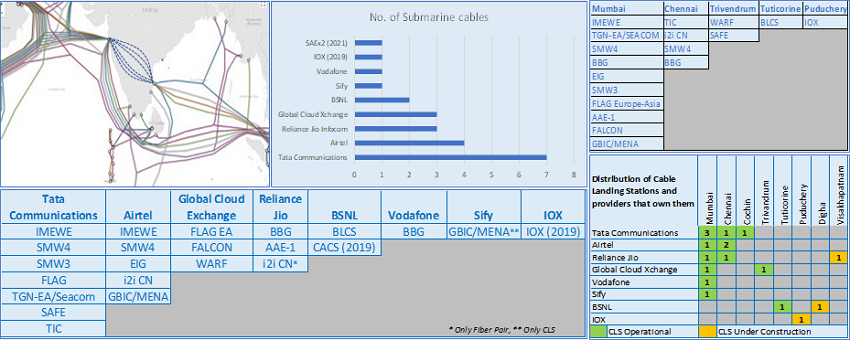 India
No. of Submarine cables
SAEx2 (2021)
IOX (2019)
Vodafone
Sify
BSNL
Global Cloud Xchange
Reliance Jio Infocom
Airtel
Tata Communications
0 1 2 3 4 5 6 7 8
Mumbai Chennai Trivendrum Tuticorine Puduchery
IMEWE TIC WARF BLCS IOX
TGN-EA/SEACOM i2i CN SAFE
SMW4 SMW4
BBG BBG
EIG
SMW3
FLAG Europe-Asia
AAE-1
FALCON
GBIC/MENA
Tata Communications Airtel Global Cloud Exchange Reliance Jio BSNL Vodafone Sify IOX
IMEWE IMEWE FLAG EA BBG BLCS BBG GBIC/MENA** IOX (2019)
SMW4 SMW4 FALCON AAE-1 CACS (2019)
SMW3 EIG WARF i2i CN*
FLAG i2i CN
TGN-EA/Seacom GBIC/MENA
SAFE
TIC
* Only Fiber Pair, ** Only CLS
Distribution of Cable
Landing Stations and
providers that own them
Mumbai Chennai Cochin Trivandrum Tuticorine Puduchery Digha Visakhapatnam
Tata Communications 3 1 1
Airtel 1 2
Reliance Jio 1 1 1
Global Cloud Xchange 1 1
Vodafone 1
Sify 1
BSNL 1 1
IOX 1
CLS Operational CLS Under Construction